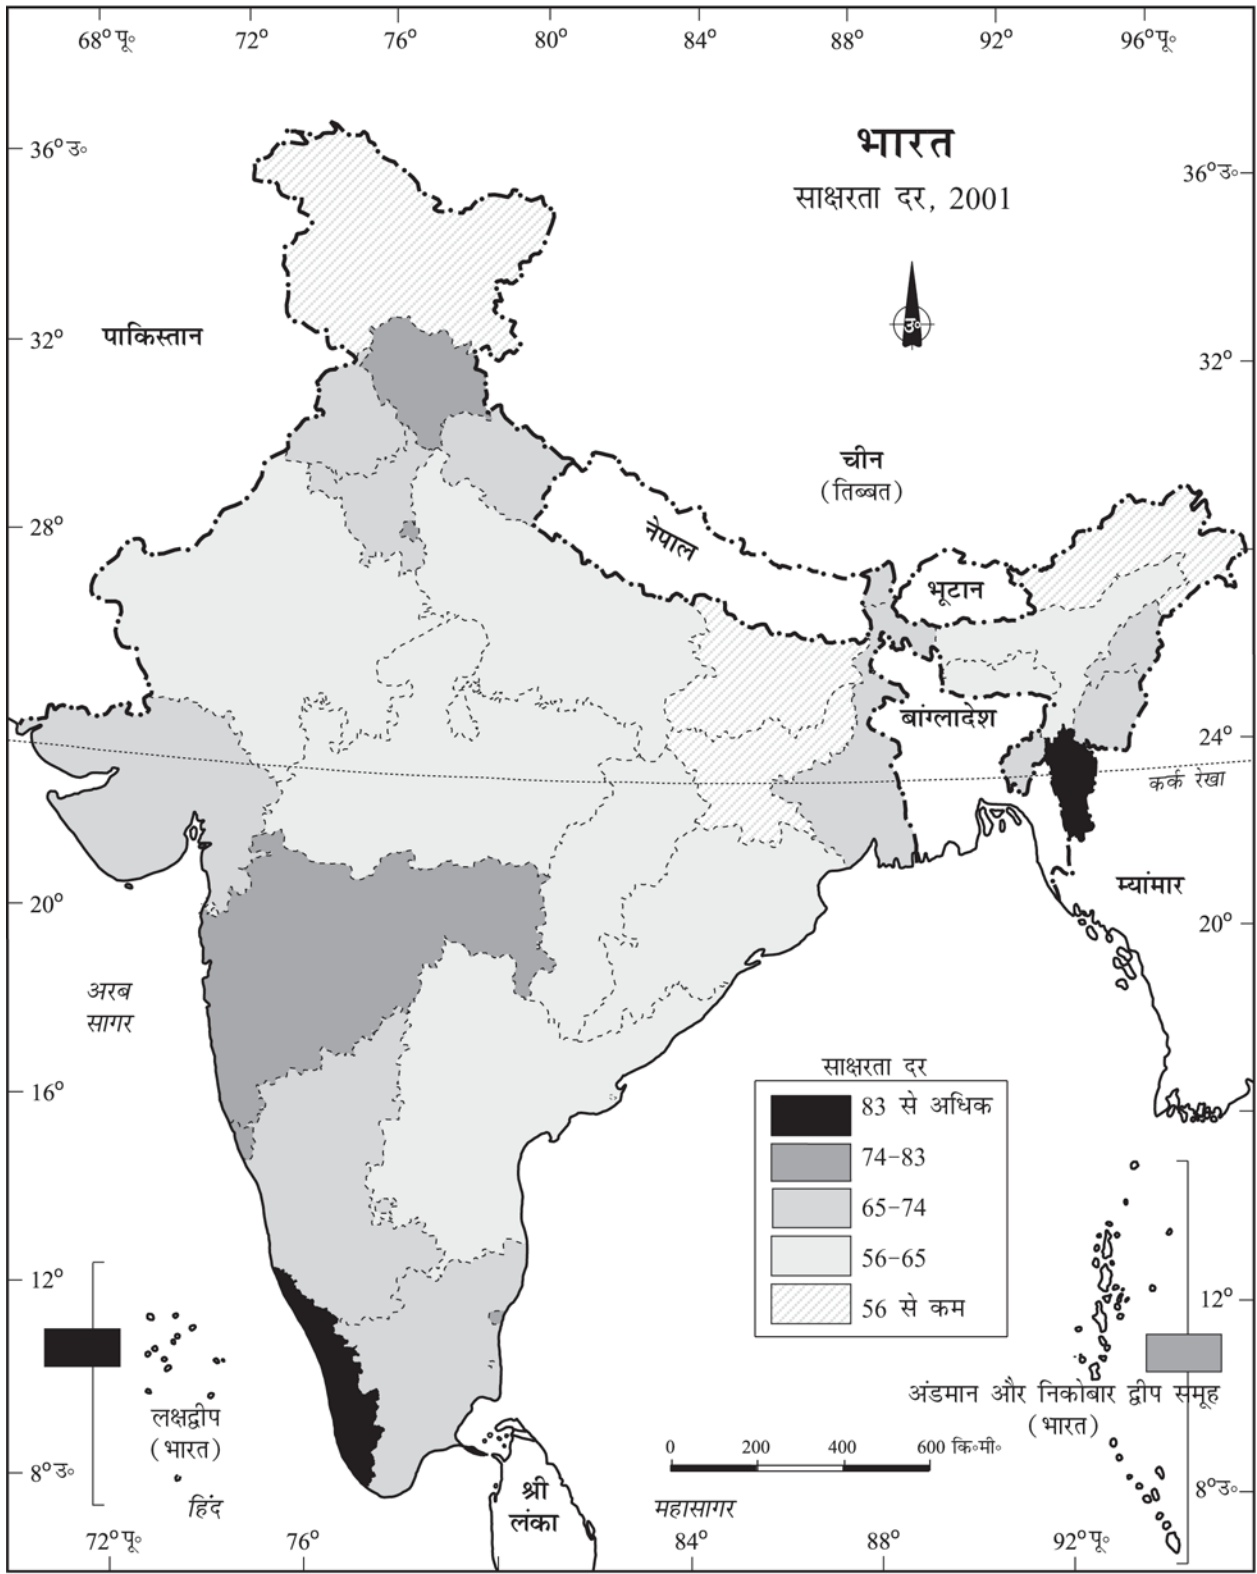 68° पू॰ 72° 76° 80° 84° 88° 92° 96° पू॰
36° उ॰
36° उ॰
भारत
साक्षरता दर, 2001
उ॰
पाकिस्तान
32°
32°
चीन
(तिब्बत)
28°
नेपाल
भूटान
बांग्लादेश
24°
कर्क रेखा
म्यांमार
20°
20°
अरब
सागर
साक्षरता दर
83 से अधिक
74-83
65-74
56-65
56 से कम
16°
12°
12°
लक्षद्वीप
(भारत)
अंडमान और निकोबार द्वीप समूह
(भारत)
0 200 400 600 कि॰मी॰
8° उ॰
8° उ॰
श्री
लंका
हिंद
महासागर
72° पू॰ 76° 84° 88° 92° पू॰